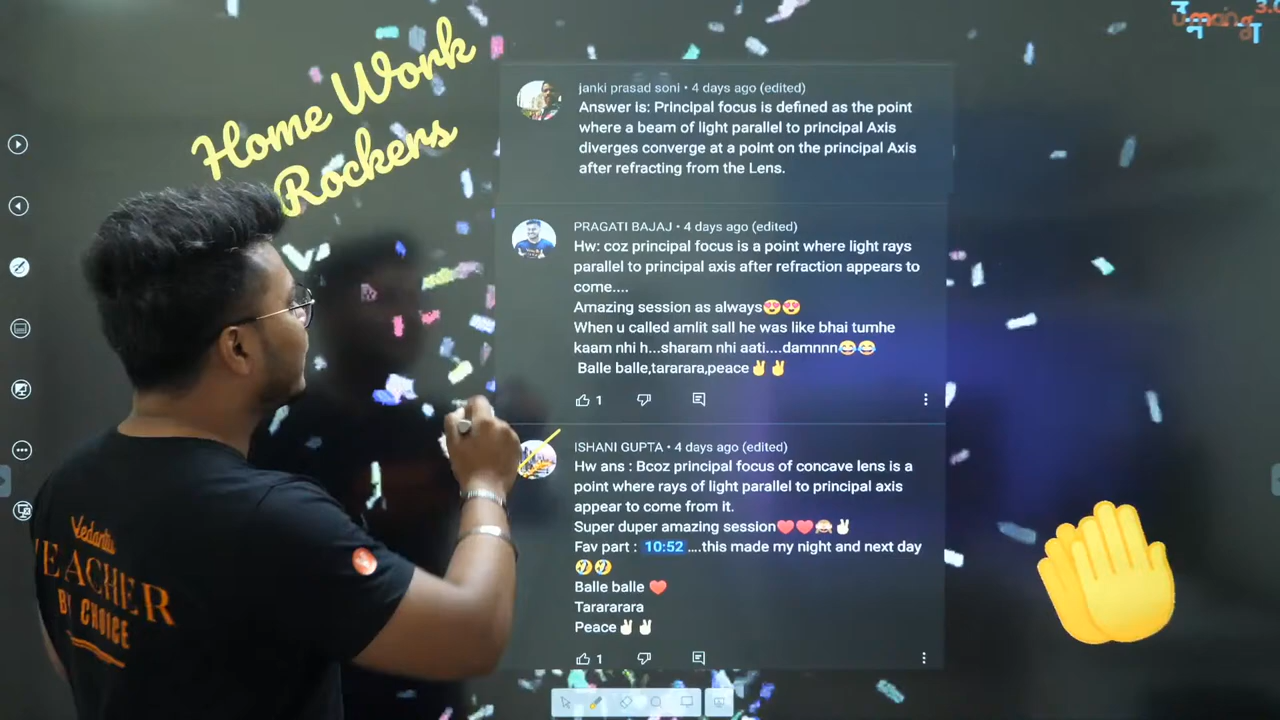 3.0
umang
Home Work
Rockers
janki prasad soni • 4 days ago (edited)
Answer is: Principal focus is defined as the point
where a beam of light parallel to principal Axis
diverges converge at a point on the principal Axis
after refracting from the Lens.
PRAGATI BAJAJ • 4 days ago (edited)
Hw: coz principal focus is a point where light rays
parallel to principal axis after refraction appears to
come....
Amazing session as always😍😍
When u called amlit sall he was like bhai tumhe
kaam nhi h...sharam nhi aati....damnnn😂😂
Balle balle,tararara,peace✌️✌️
1
ISHANI GUPTA • 4 days ago (edited)
Hw ans : Bcoz principal focus of concave lens is a
point where rays of light parallel to principal axis
appear to come from it.
Super duper amazing session❤️❤️🙈✌🏻
Fav part : 10:52 ....this made my night and next day
🤣🤣
Balle balle ❤️
Tarararara
Peace✌🏻✌🏻
1
Vedantu
TEACHER
BY CHOICE